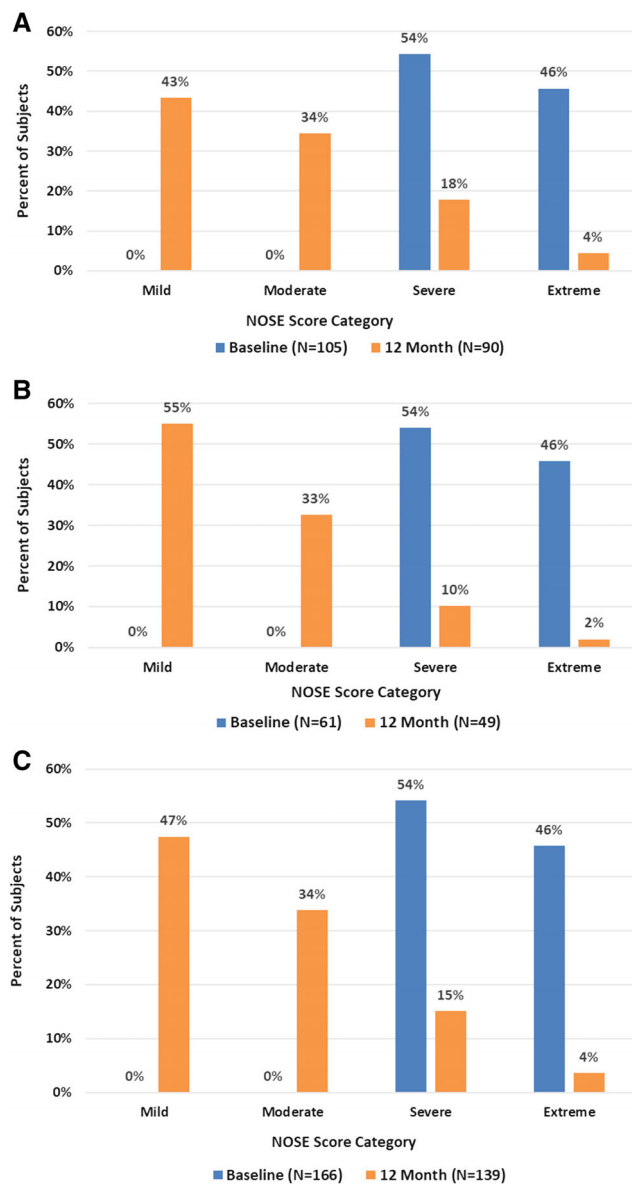 A
60%
50%
40%
30%
20%
10%
0%
Percent of Subjects
0% 43% 0% 34% 54% 18% 46% 4%
Mild Moderate Severe Extreme
NOSE Score Category
Baseline (N=105) 12 Month (N=90)
B
60%
50%
40%
30%
20%
10%
0%
Percent of Subjects
0% 55% 0% 33% 54% 10% 46% 2%
Mild Moderate Severe Extreme
NOSE Score Category
Baseline (N=61) 12 Month (N=49)
C
60%
50%
40%
30%
20%
10%
0%
Percent of Subjects
0% 47% 0% 34% 54% 15% 46% 4%
Mild Moderate Severe Extreme
NOSE Score Category
Baseline (N=166) 12 Month (N=139)